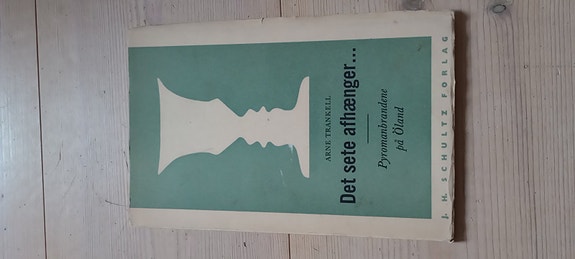 ARNE TRANKELL
Det sete afhænger...
Pyromanbrandene
på Öland
J. H. SCHULTZ FORLAG